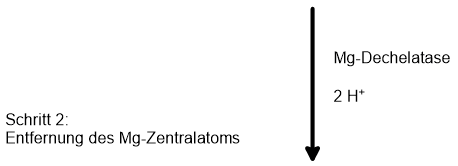 Mg-Dechelatase
2 H⁺
Schritt 2:
Entfernung des Mg-Zentralatoms